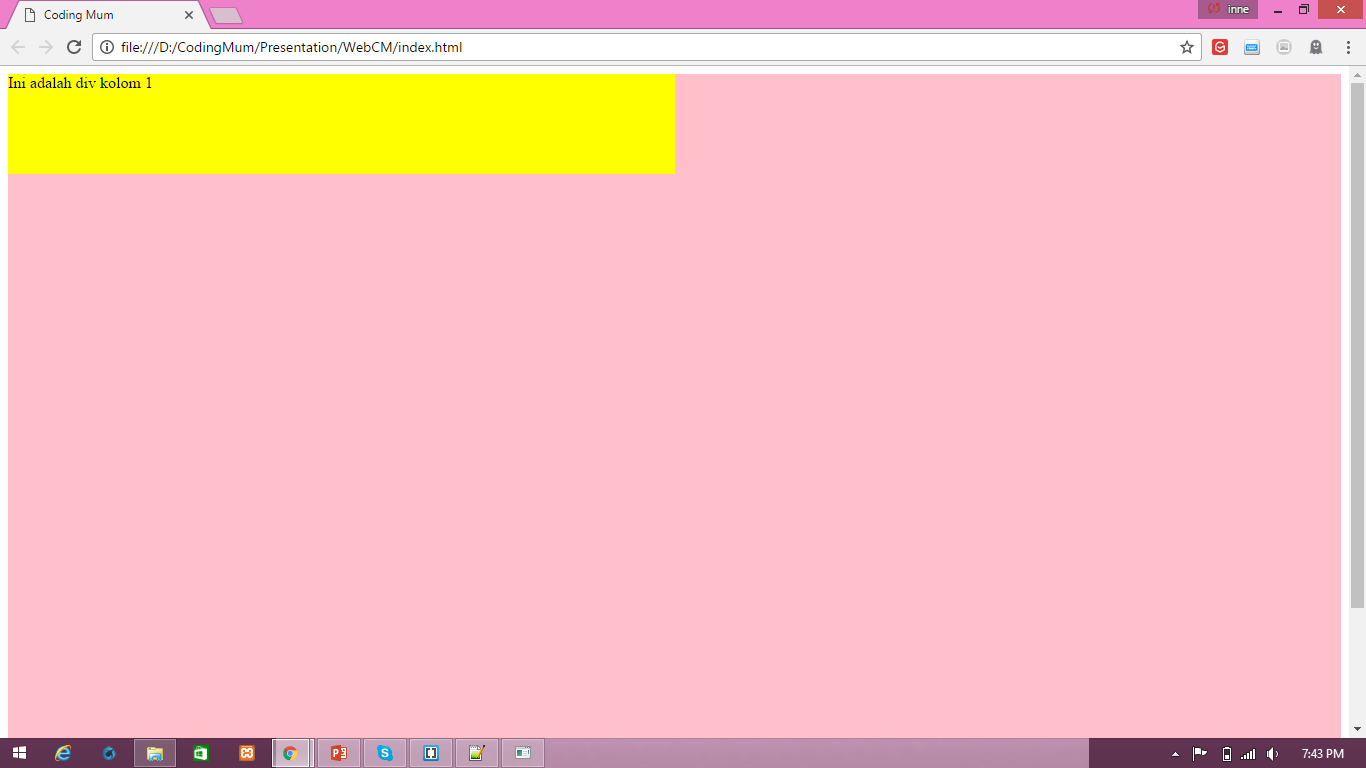 Coding Mum
inne
file:///D:/CodingMum/Presentation/WebCM/index.html
Ini adalah div kolom 1
7:43 PM